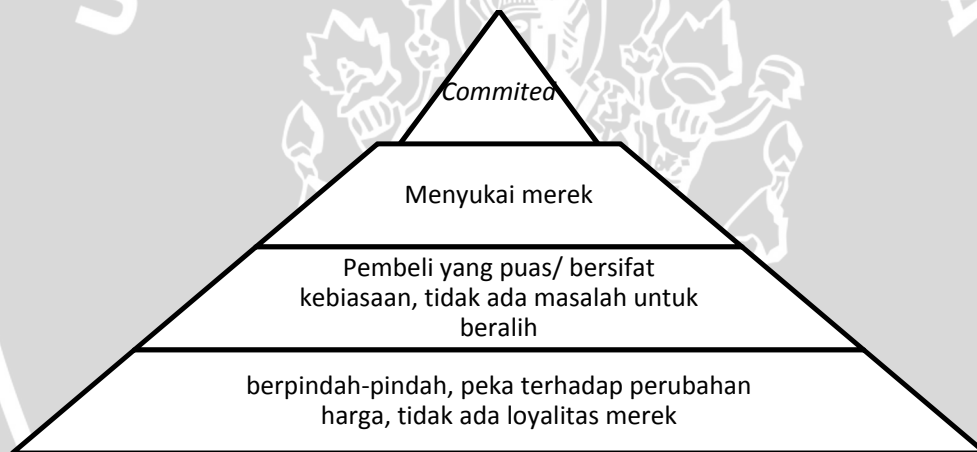 Commited
Menyukai merek
Pembeli yang puas/ bersifat
kebiasaan, tidak ada masalah untuk
beralih
berpindah-pindah, peka terhadap perubahan
harga, tidak ada loyalitas merek